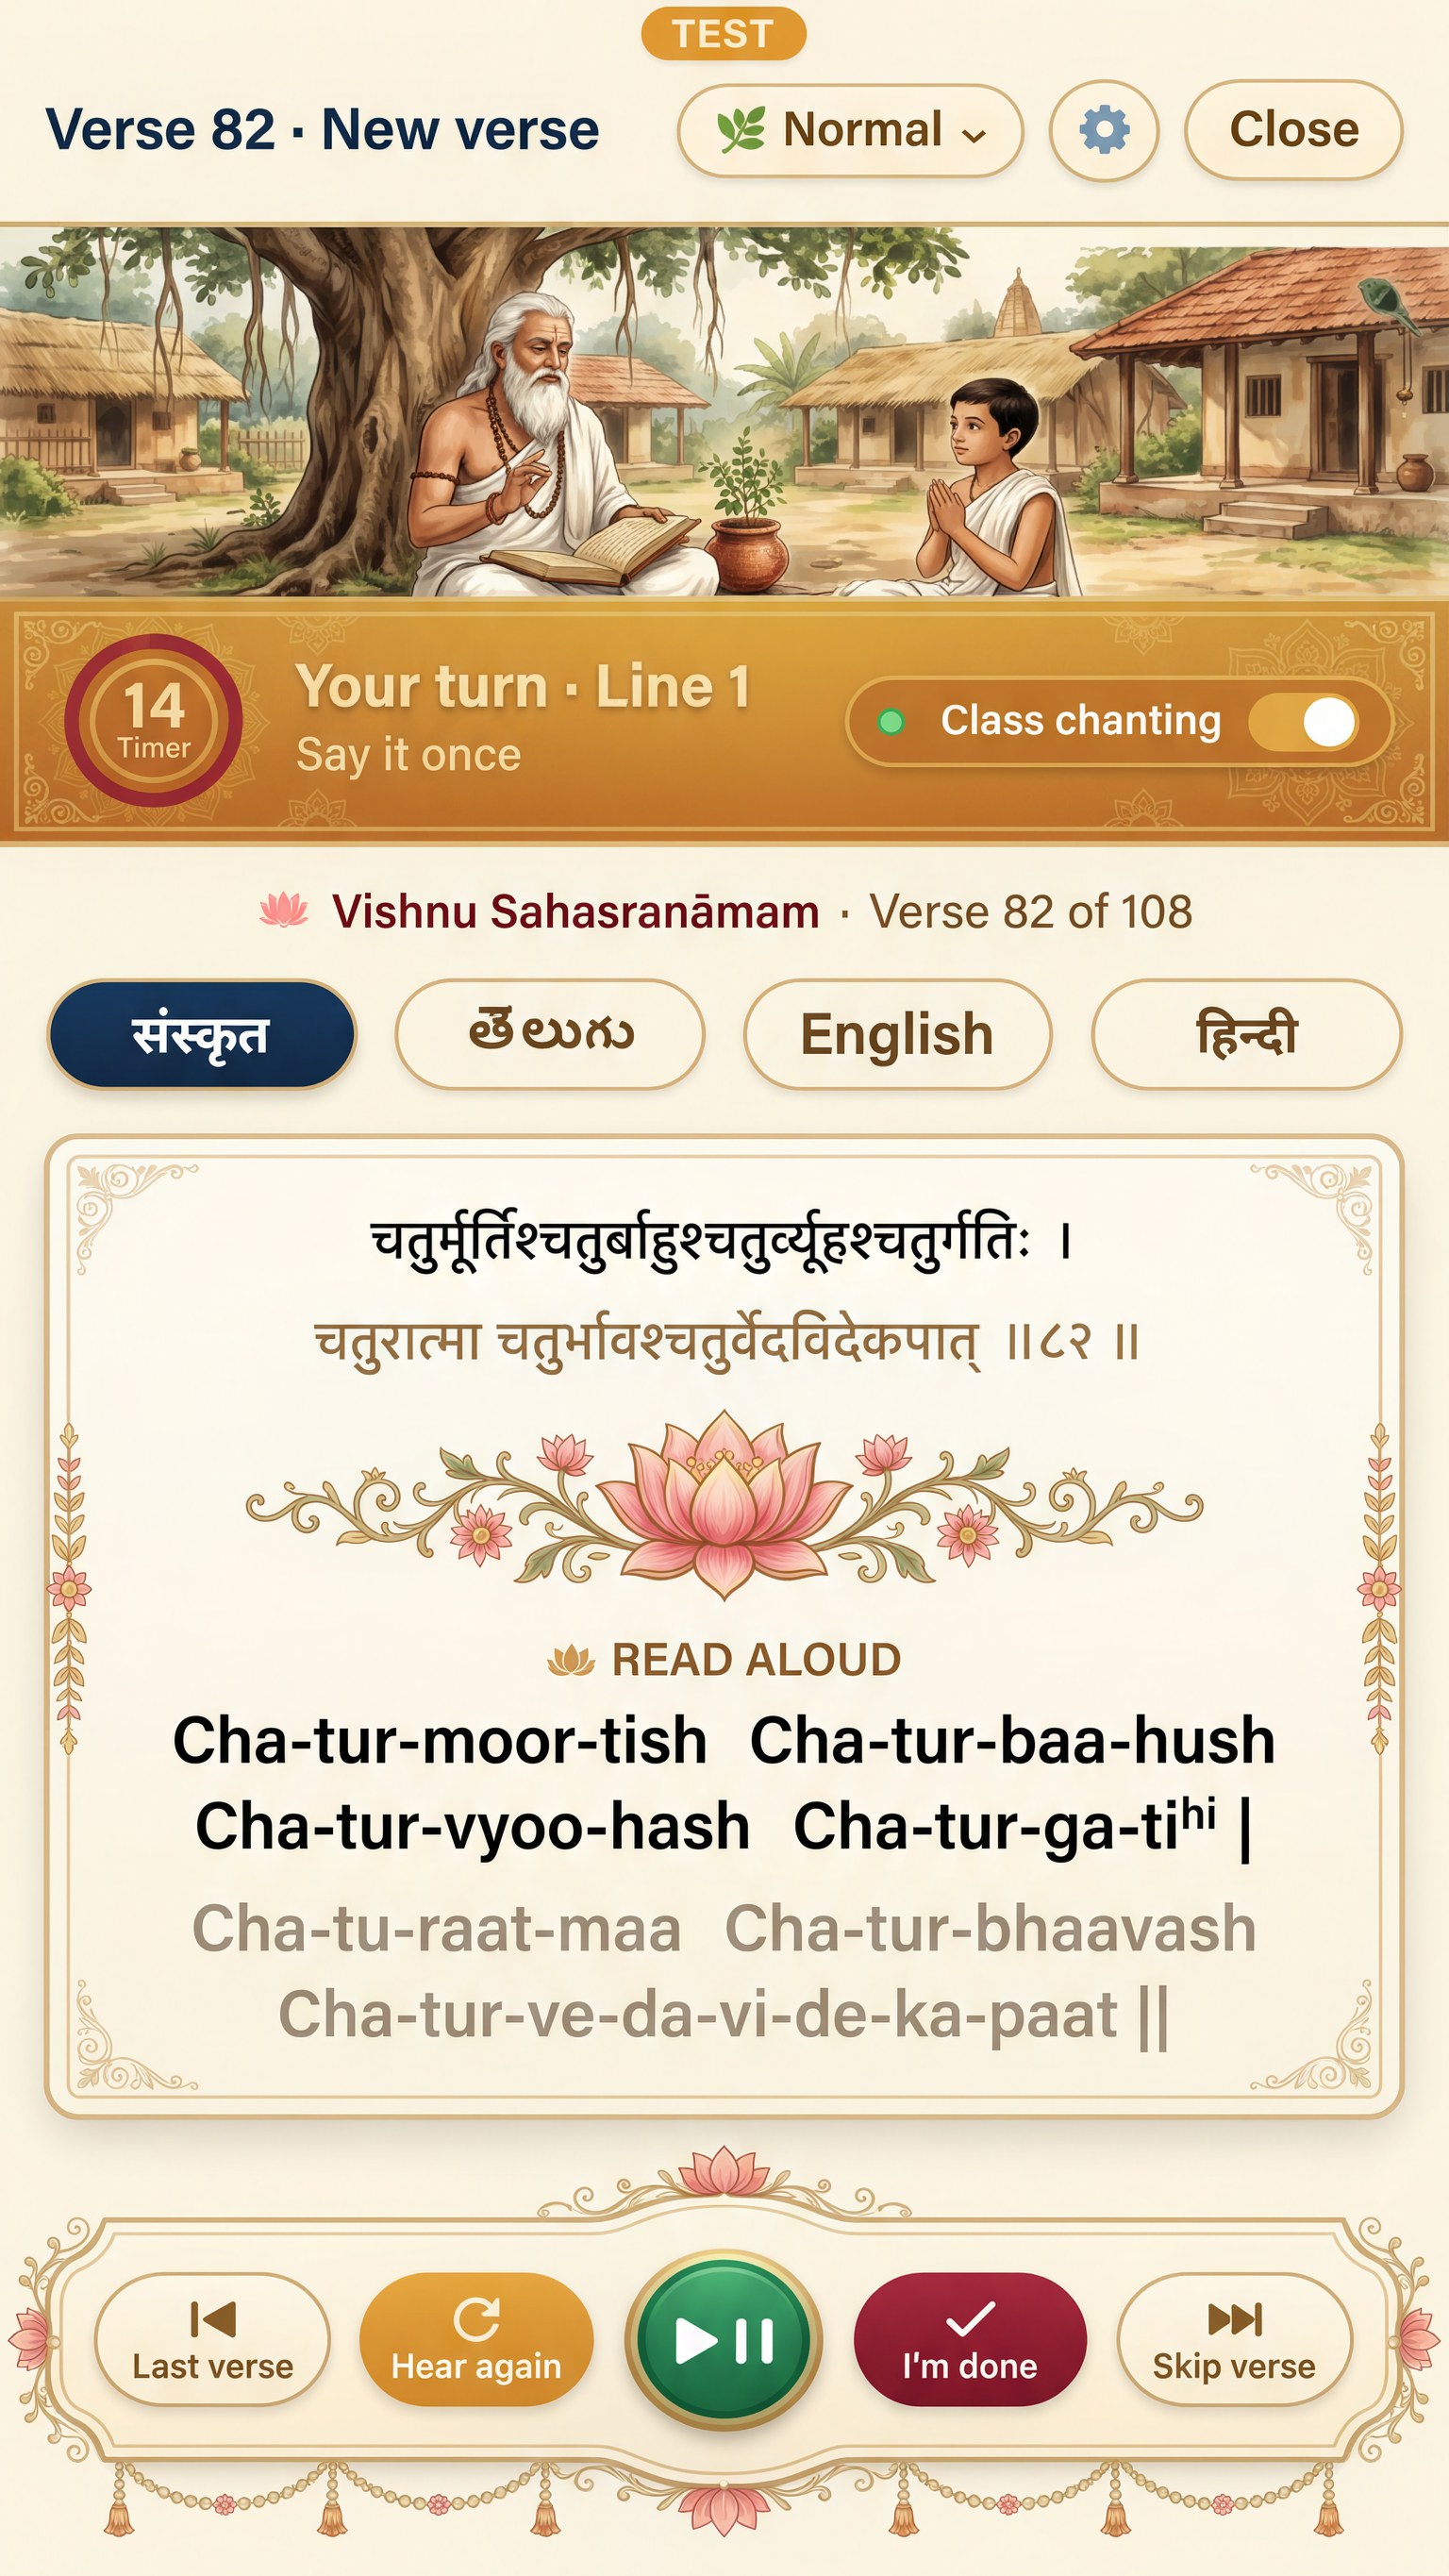 TEST
Verse 82 · New verse
Normal
Close
14
Timer
Your turn · Line 1
Say it once
Class chanting
Vishnu Sahasranāmam · Verse 82 of 108
संस्कृत
తెలుగు
English
हिन्दी
चतुर्मूर्तिश्चतुर्बाहुश्चतुर्व्यूहश्चतुर्गतिः ।
चतुरात्मा चतुर्भावश्चतुर्वेदविदेकपात् ॥८२ ॥
READ ALOUD
Cha-tur-moor-tish Cha-tur-baa-hush
Cha-tur-vyoo-hash Cha-tur-ga-tiʰⁱ |
Cha-tu-raat-maa Cha-tur-bhaavash
Cha-tur-ve-da-vi-de-ka-paat ||
Last verse
Hear again
I'm done
Skip verse